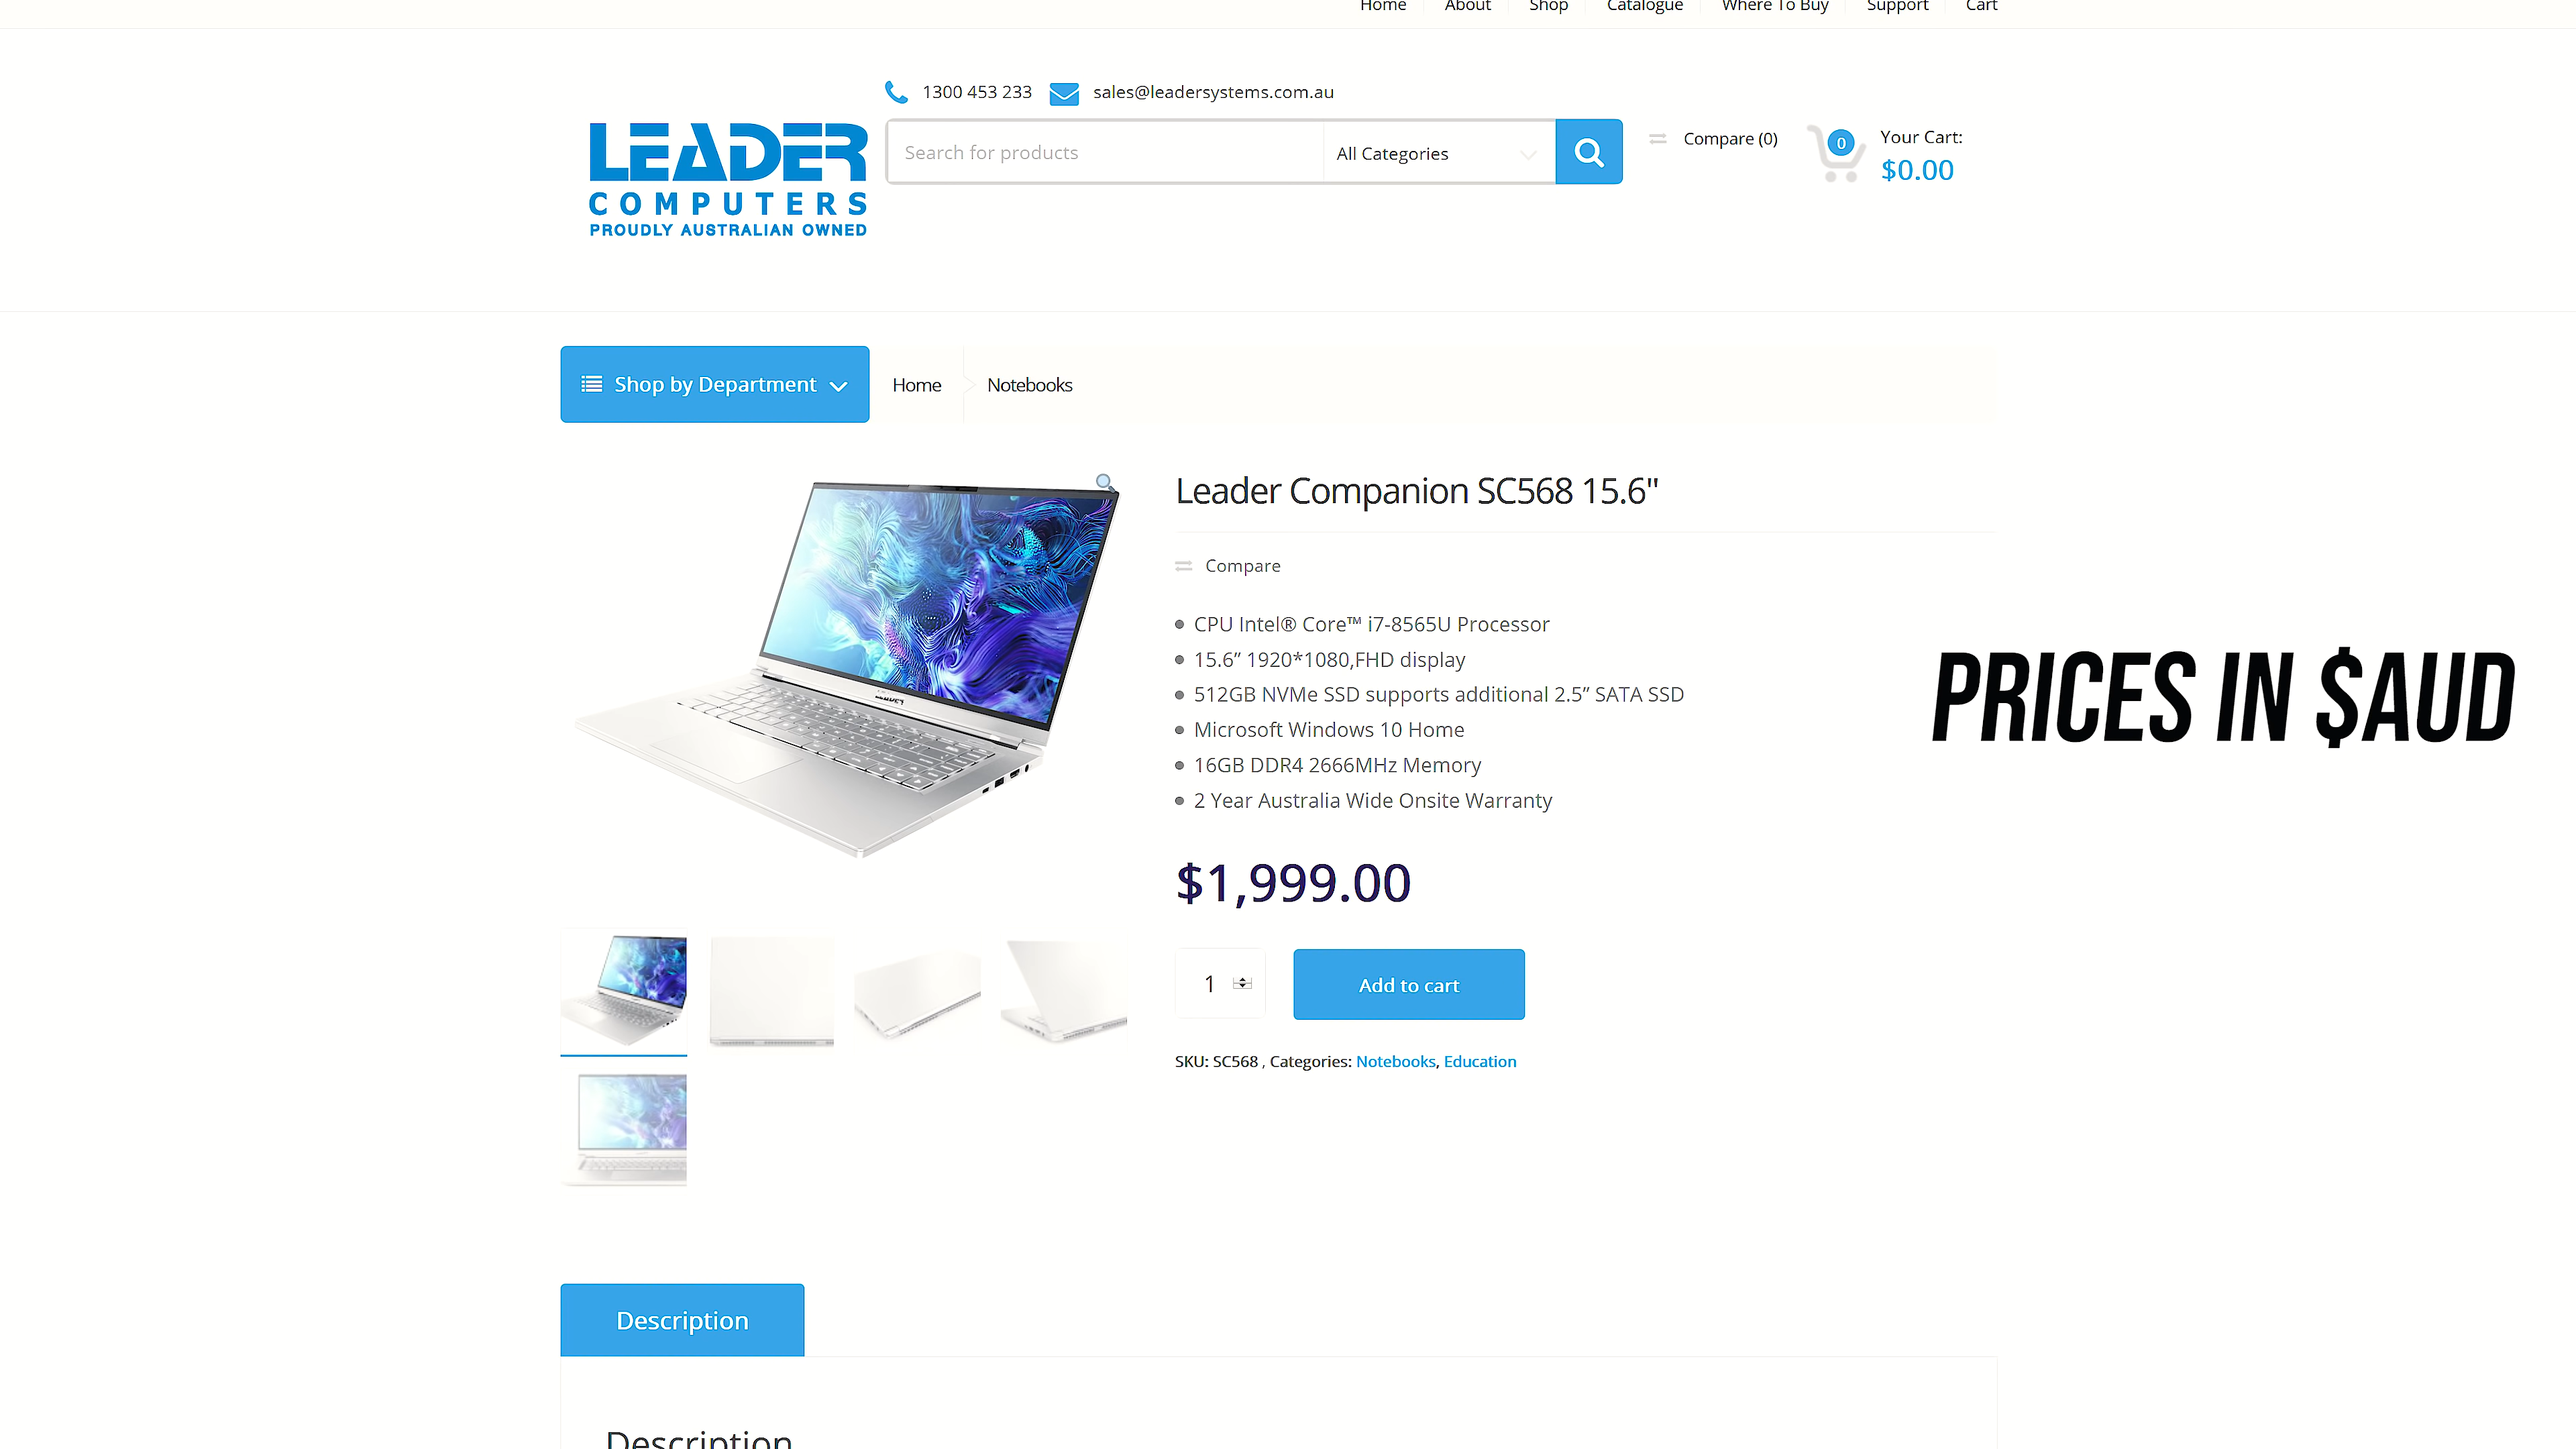 Home About Shop Catalogue Where To Buy Support Cart
1300 453 233 sales@leadersystems.com.au
LEADER
COMPUTERS
PROUDLY AUSTRALIAN OWNED
Search for products All Categories
Compare (0)
0
Your Cart:
$0.00
Shop by Department Home Notebooks
Leader Companion SC568 15.6"
Compare
CPU Intel® Core™ i7-8565U Processor
15.6” 1920*1080,FHD display
512GB NVMe SSD supports additional 2.5” SATA SSD
Microsoft Windows 10 Home
16GB DDR4 2666MHz Memory
2 Year Australia Wide Onsite Warranty
PRICES IN $AUD
$1,999.00
1 Add to cart
SKU: SC568 , Categories: Notebooks, Education
Description
Description